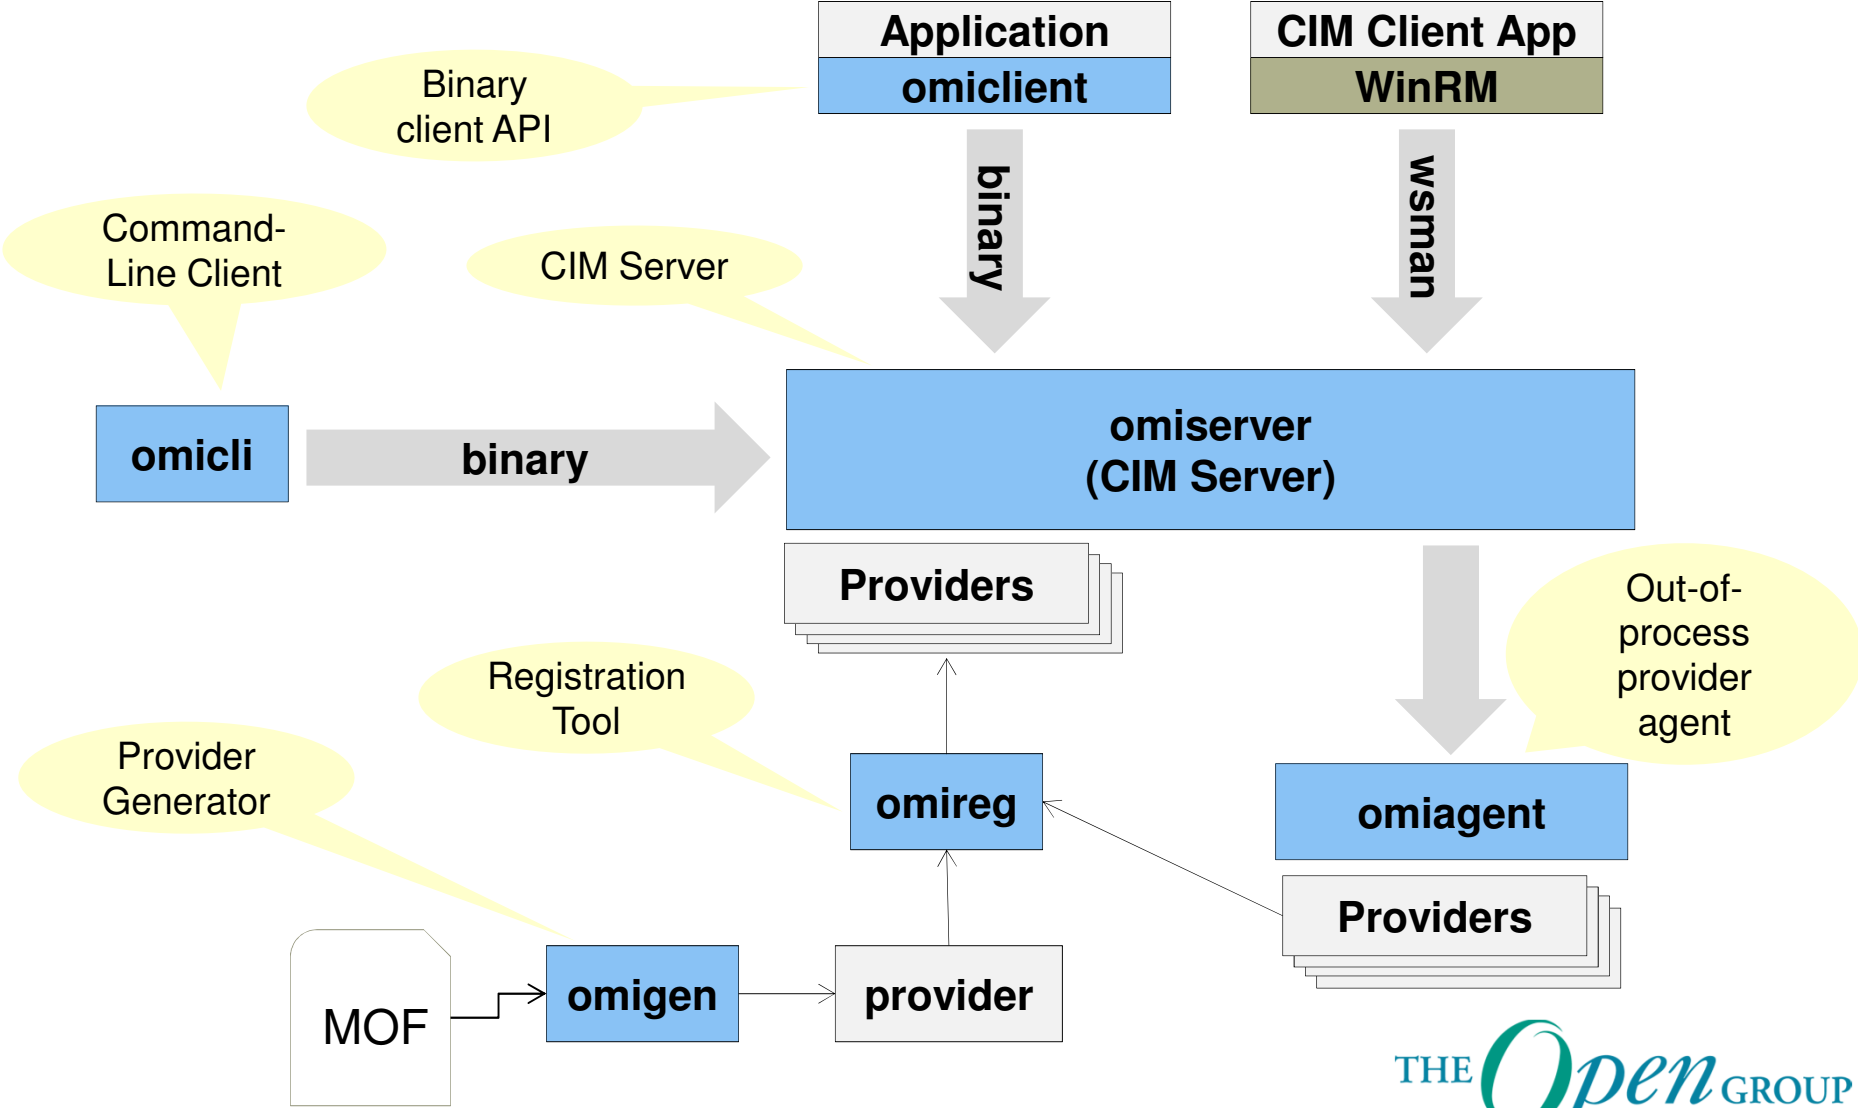 Application
omiclient
CIM Client App
WinRM
Binary
client API
binary
wsman
Command-
Line Client
CIM Server
omicli
binary
omiserver
(CIM Server)
Providers
Out-of-
process
provider
agent
Registration
Tool
Provider
Generator
omireg
omiagent
Providers
MOF
omigen
provider
THE Open GROUP